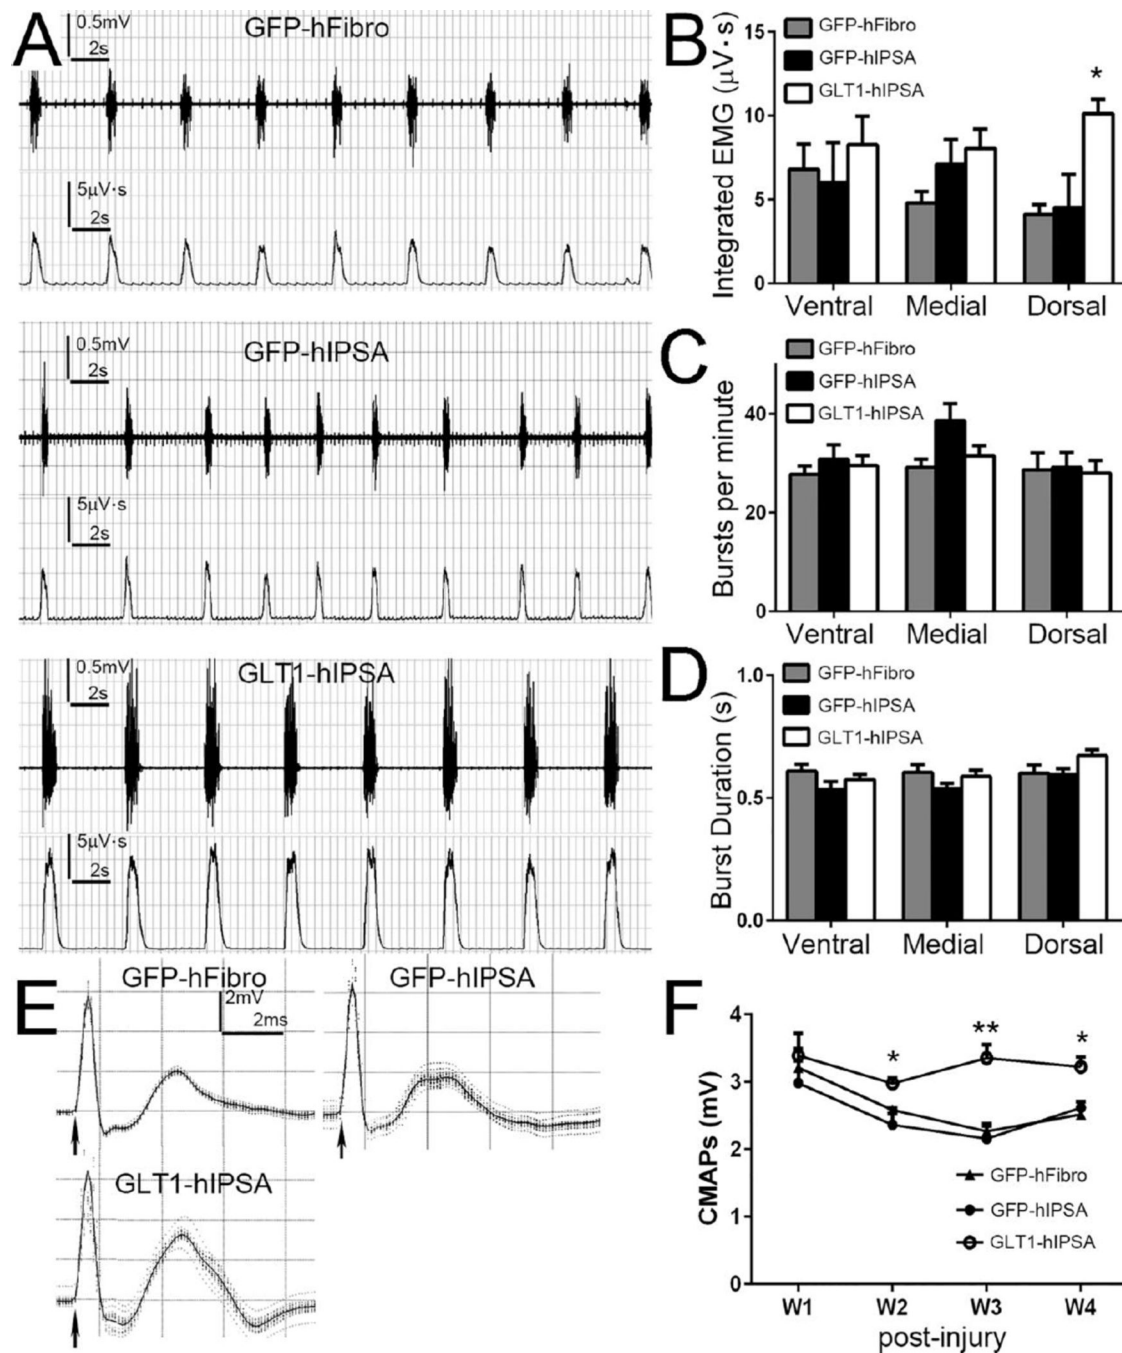 A
0.5mV
2s
GFP-hFibro
5μV·s
2s
0.5mV
2s
GFP-hIPSA
5μV·s
2s
0.5mV
2s
GLT1-hIPSA
5μV·s
2s
B
Integrated EMG (μV·s)
15
10
5
0
GFP-hFibro
GFP-hIPSA
GLT1-hIPSA
*
Ventral Medial Dorsal
C
Bursts per minute
40
20
0
GFP-hFibro
GFP-hIPSA
GLT1-hIPSA
Ventral Medial Dorsal
D
Burst Duration (s)
1.0
0.5
0.0
GFP-hFibro
GFP-hIPSA
GLT1-hIPSA
Ventral Medial Dorsal
E
GFP-hFibro
2mV
2ms
GFP-hIPSA
GLT1-hIPSA
F
CMAPs (mV)
4
3
2
1
0
* ** *
GFP-hFibro
GFP-hIPSA
GLT1-hIPSA
W1 W2 W3 W4
post-injury